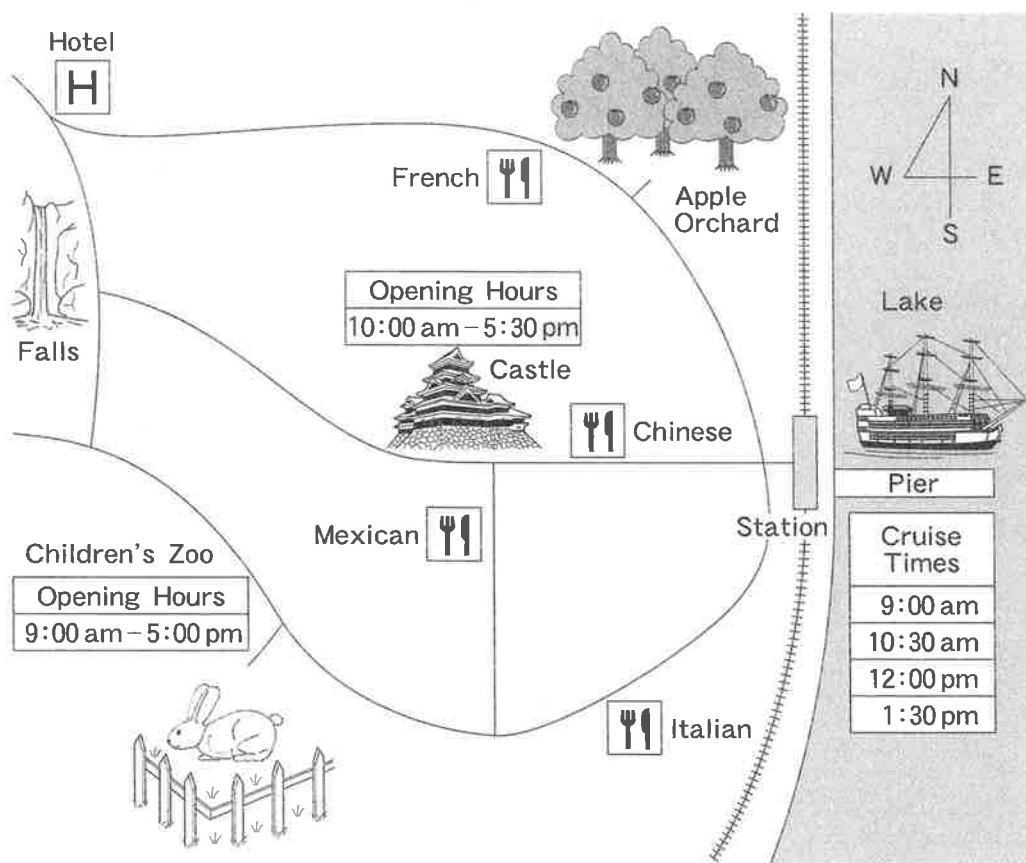 Hotel
H
French
Apple
Orchard
N
W
E
S
Opening Hours
10:00 am – 5:30 pm
Lake
Falls
Castle
Chinese
Pier
Station
Mexican
Cruise
Times
9:00 am
10:30 am
12:00 pm
1:30 pm
Children's Zoo
Opening Hours
9:00 am – 5:00 pm
Italian